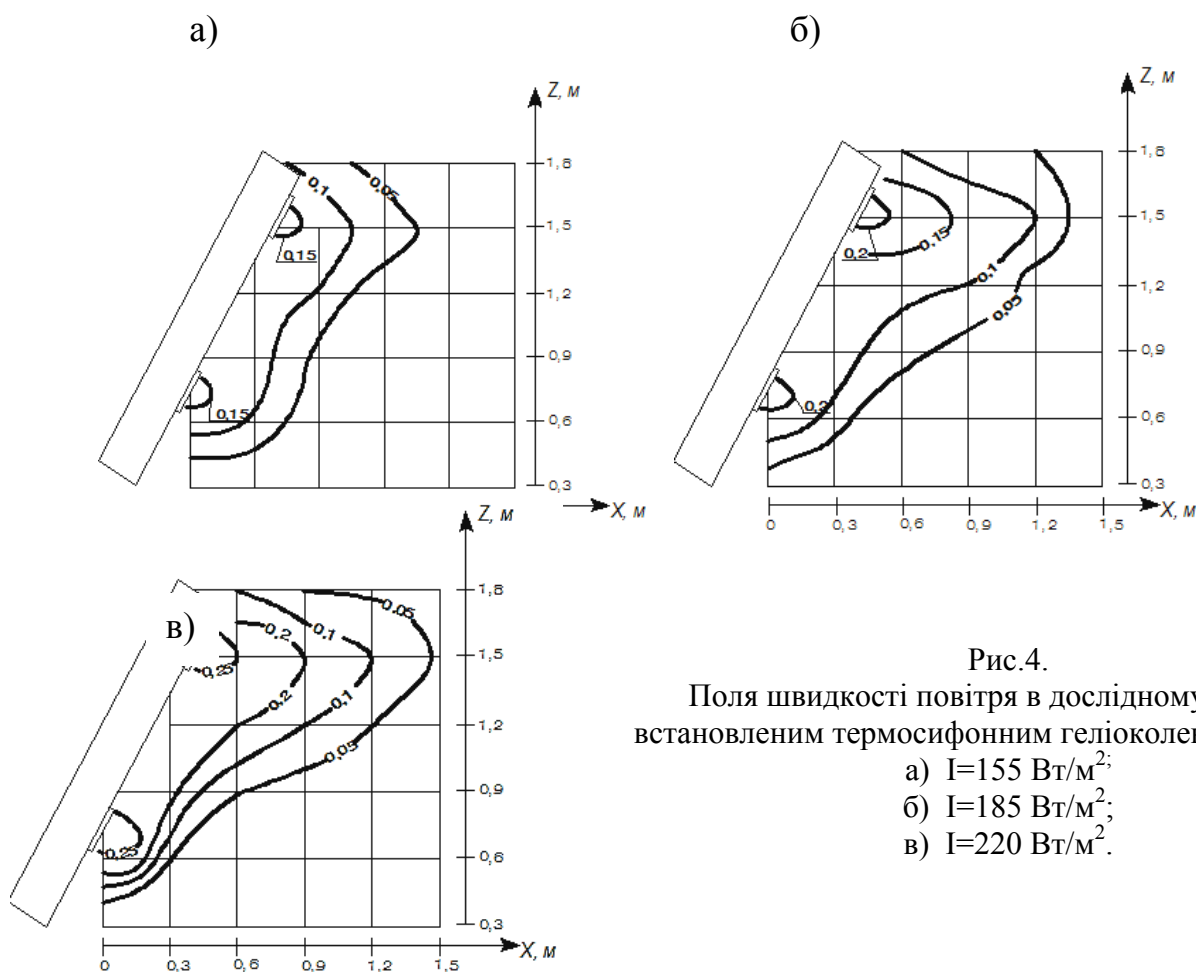 а)
б)
Z, м
1,8
0,1
0,05
1,5
0,15
1,2
0,9
0,15
0,6
0,3
X, м
Z, м
1,8
1,5
0,15
0,2
0,1
1,2
0,05
0,9
0,2
0,6
0,3
X, м
0 0,3 0,6 0,9 1,2 1,5
Z, м
1,8
0,05
в)
0,2 0,1
1,5
0,25
0,2 0,1
1,2
0,05
0,9
0,25
0,6
0,3
X, м
0 0,3 0,6 0,9 1,2 1,5
Рис.4.
Поля швидкості повітря в дослідному
встановленим термосифонним геліоколе
а) I=155 Вт/м²;
б) I=185 Вт/м²;
в) I=220 Вт/м².